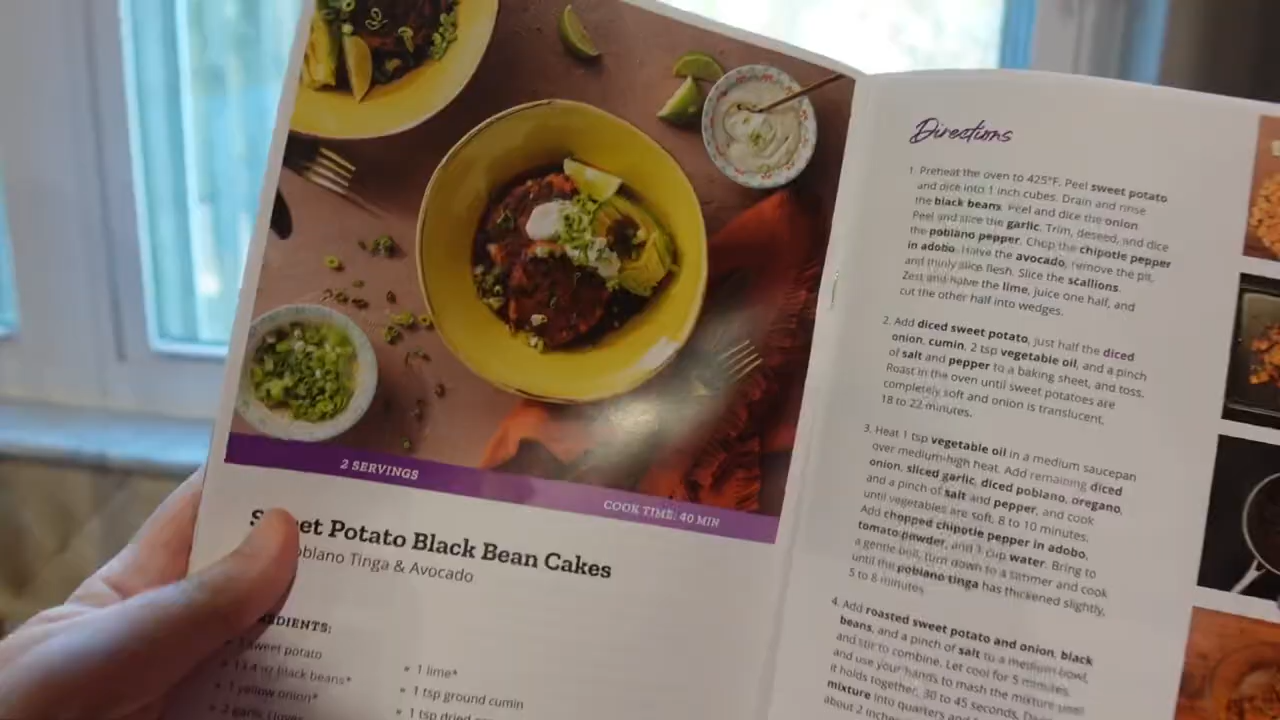 2 SERVINGS
COOK TIME: 40 MIN
Potato Black Bean Cakes
oblano Tinga & Avocado
EDIENTS:
sweet potato
13.4 oz black beans*
1 yellow onion*
1 lime*
1 tsp ground cumin
1 tsp dried
Directions
1. Preheat the oven to 425°F. Peel sweet potato
and dice into 1 inch cubes. Drain and rinse
the black beans. Peel and dice the onion.
Peel and slice the garlic. Trim, deseed, and dice
the poblano pepper. Chop the chipotle pepper
in adobo. Halve the avocado, remove the pit,
and thinly slice flesh. Slice the scallions.
Zest and halve the lime, juice one half, and
cut the other half into wedges.
2. Add diced sweet potato, just half the diced
onion, cumin, 2 tsp vegetable oil, and a pinch
of salt and pepper to a baking sheet, and toss.
Roast in the oven until sweet potatoes are
completely soft and onion is translucent,
18 to 22 minutes.
3. Heat 1 tsp vegetable oil in a medium saucepan
over medium-high heat. Add remaining diced
onion, sliced garlic, diced poblano, oregano,
and a pinch of salt and pepper, and cook
until vegetables are soft, 8 to 10 minutes.
Add chopped chipotle pepper in adobo,
tomato powder, and 1 cup water. Bring to
a gentle boil, turn down to a simmer and cook
until the poblano tinga has thickened slightly,
5 to 8 minutes.
4. Add roasted sweet potato and onion, black
beans, and a pinch of salt to a medium bowl,
and stir to combine. Let cool for 5 minutes,
and use your hands to mash the mixture until
it holds together, 30 to 45 seconds.
mixture into quarters and
about 2 inches